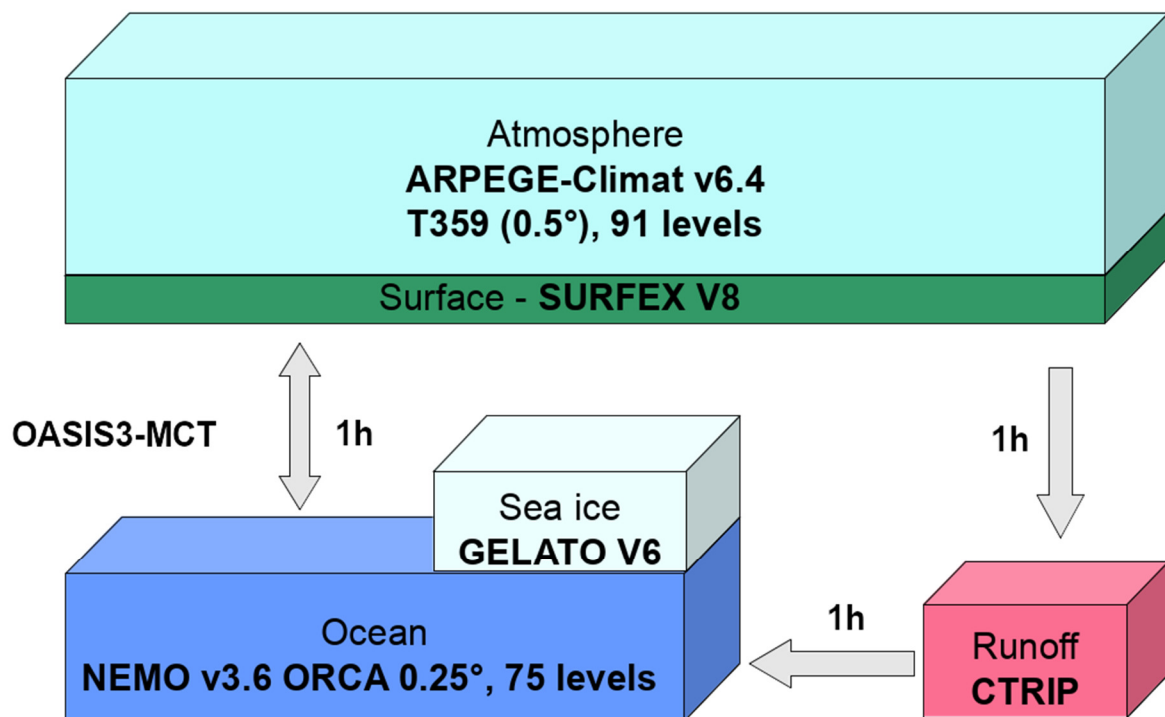 Atmosphere
ARPEGE-Climat v6.4
T359 (0.5°), 91 levels
Surface - SURFEX V8
OASIS3-MCT
1h
1h
Sea ice
GELATO V6
1h
Ocean
NEMO v3.6 ORCA 0.25°, 75 levels
Runoff
CTRIP